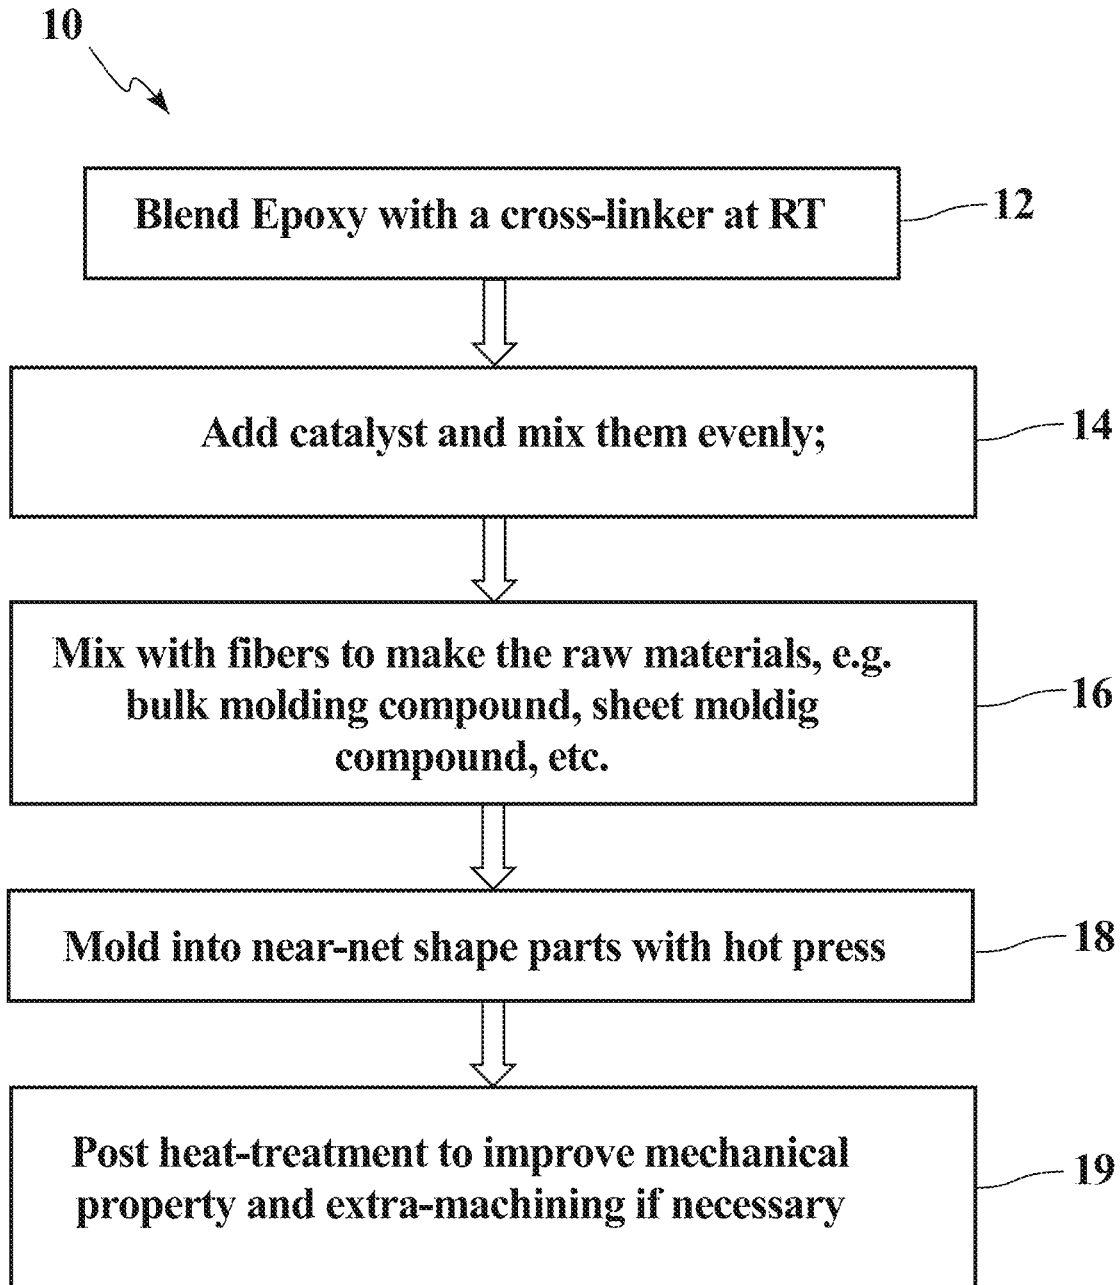 10
Blend Epoxy with a cross-linker at RT
12
Add catalyst and mix them evenly;
14
Mix with fibers to make the raw materials, e.g.
bulk molding compound, sheet moldig
compound, etc.
16
Mold into near-net shape parts with hot press
18
Post heat-treatment to improve mechanical
property and extra-machining if necessary
19